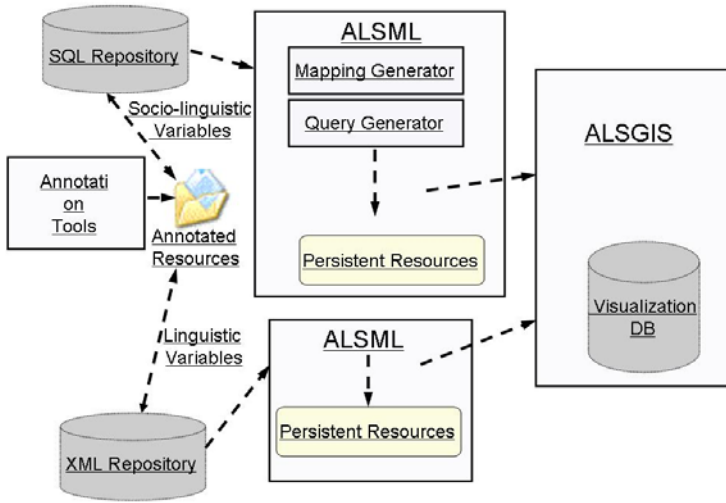 SQL Repository
Socio-linguistic
Variables
Annotati
on
Tools
Annotated
Resources
Linguistic
Variables
XML Repository
ALSML
Mapping Generator
Query Generator
Persistent Resources
ALSML
Persistent Resources
ALSGIS
Visualization
DB